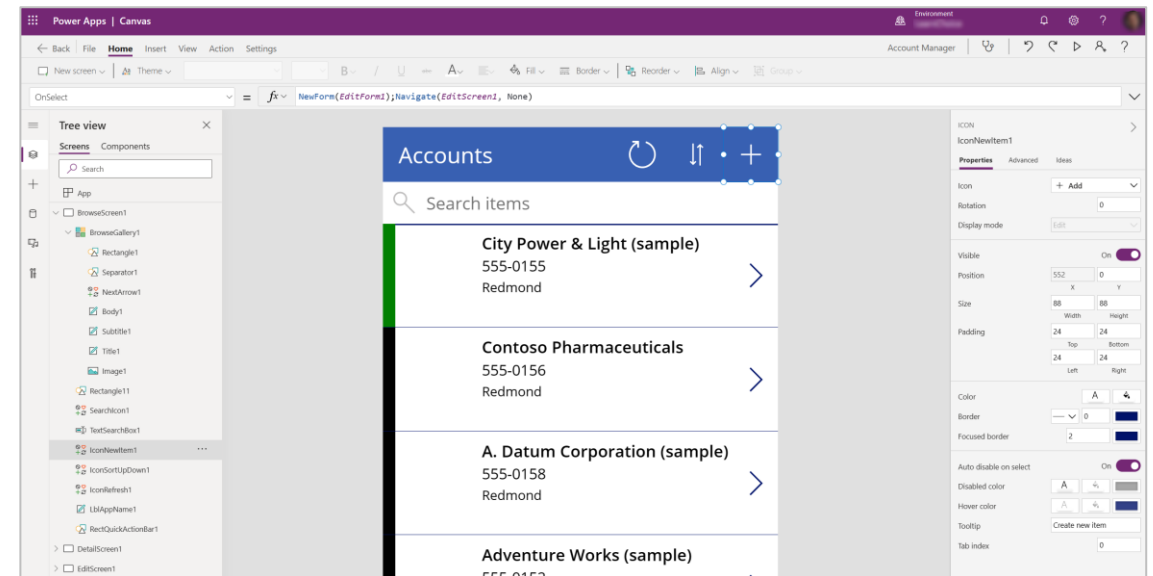 Power Apps | Canvas
Environment
?
Back File Home Insert View Action Settings
Account Manager
?
New screen Theme B / U A Fill Border Reorder Align Group
OnSelect = fx NewForm(EditForm1);Navigate(EditScreen1, None)
Tree view
Screens Components
Search
App
BrowseScreen1
BrowseGallery1
Rectangle1
Separator1
NextArrow1
Body1
Subtitle1
Title1
Image1
Rectangle11
SearchIcon1
TextSearchBox1
IconNewItem1
IconSortUpDown1
IconRefresh1
LblAppName1
RectQuickActionBar1
DetailScreen1
EditScreen1
Accounts
Search items
City Power & Light (sample)
555-0155
Redmond
Contoso Pharmaceuticals
555-0156
Redmond
A. Datum Corporation (sample)
555-0158
Redmond
Adventure Works (sample)
ICON
IconNewItem1
Properties Advanced Ideas
Icon + Add
Rotation 0
Display mode Edit
Visible On
Position 552 0
X Y
Size 88 88
Width Height
Padding 24 24
Top Bottom
24 24
Left Right
Color A
Border 0
Focused border 2
Auto disable on select On
Disabled color A
Hover color A
Tooltip Create new item
Tab index 0